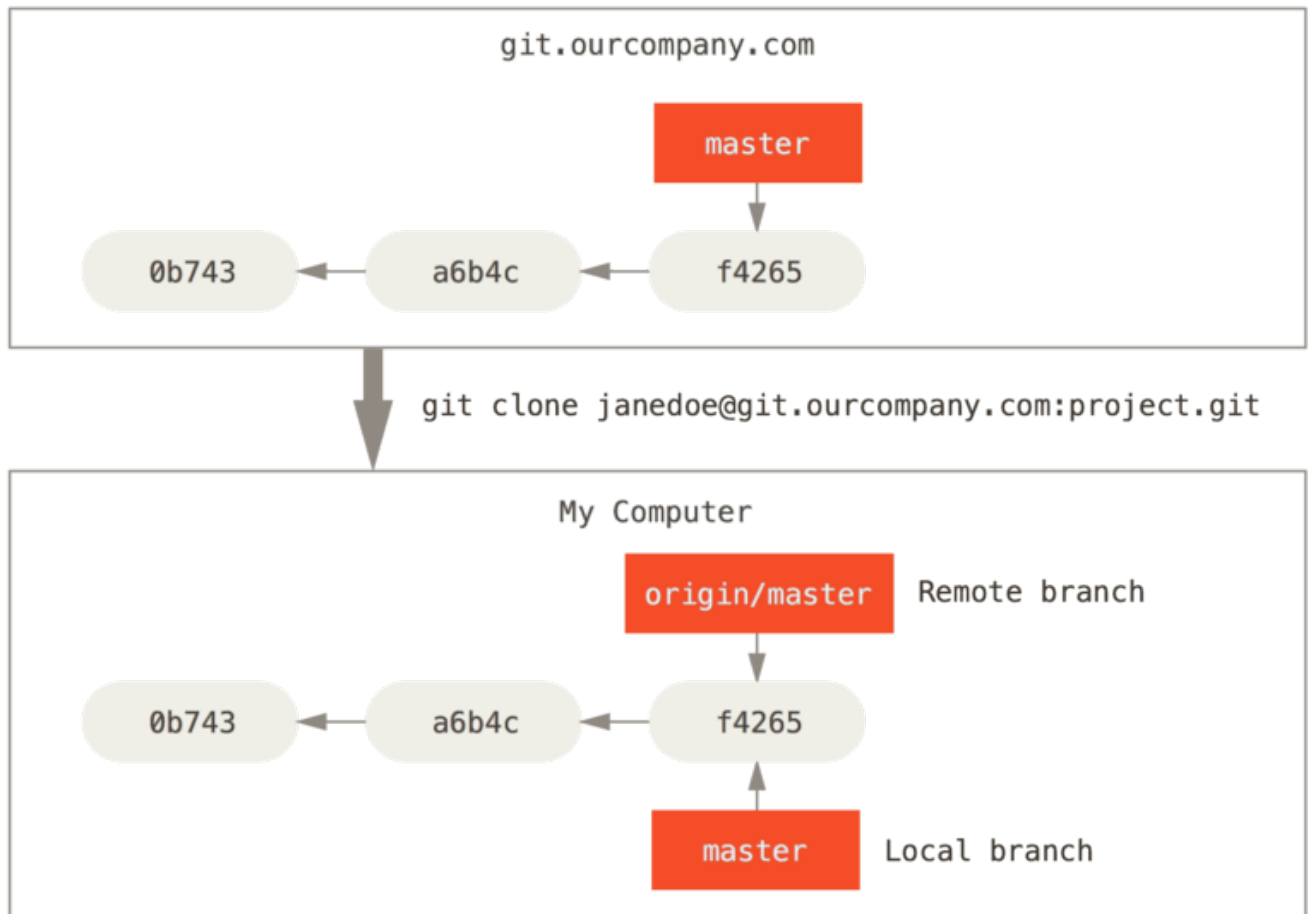 git.ourcompany.com
master
0b743 a6b4c f4265
git clone janedoe@git.ourcompany.com:project.git
My Computer
origin/master Remote branch
0b743 a6b4c f4265
master Local branch